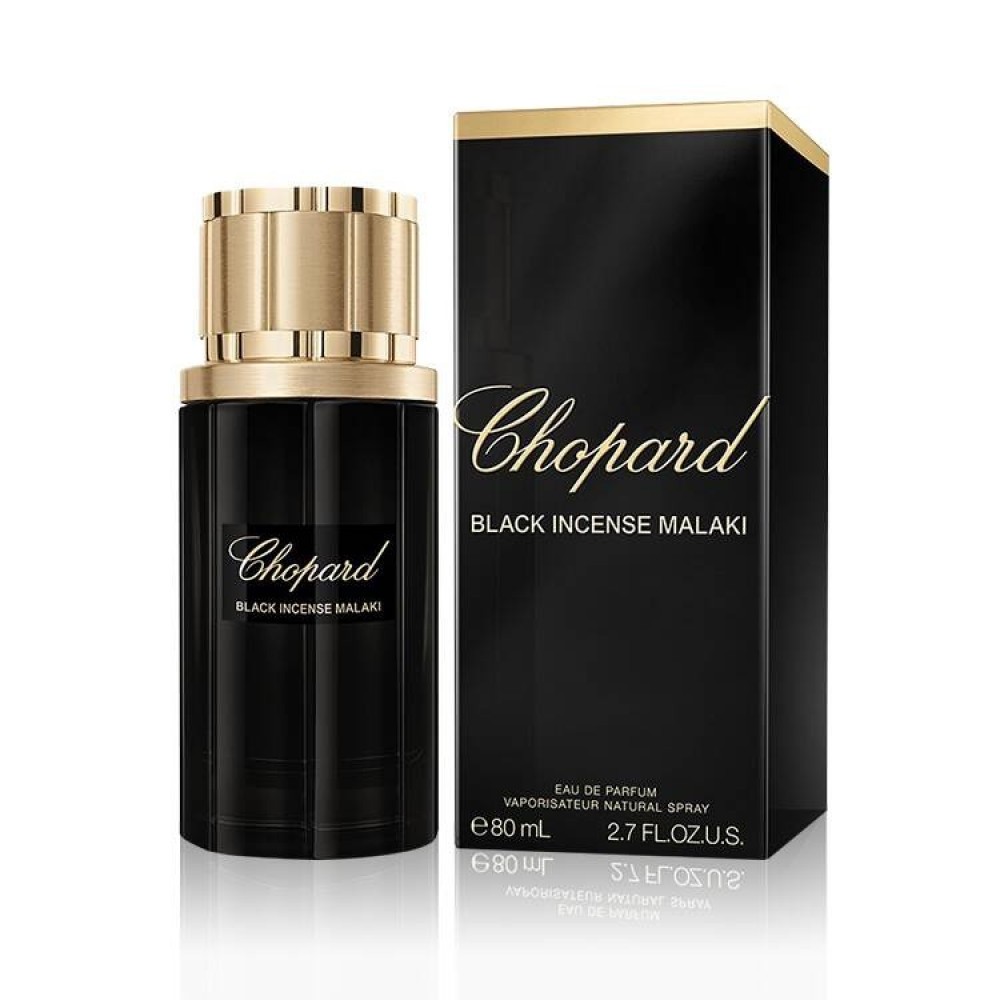 Chopard
BLACK INCENSE MALAKI
Chopard
BLACK INCENSE MALAKI
EAU DE PARFUM
VAPORISATEUR NATURAL SPRAY
℮80 mL 2.7 FL.OZ.U.S.